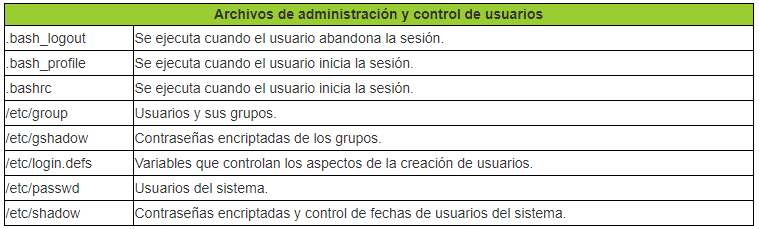 Archivos de administración y control de usuarios
.bash_logout Se ejecuta cuando el usuario abandona la sesión.
.bash_profile Se ejecuta cuando el usuario inicia la sesión.
.bashrc Se ejecuta cuando el usuario inicia la sesión.
/etc/group Usuarios y sus grupos.
/etc/gshadow Contraseñas encriptadas de los grupos.
/etc/login.defs Variables que controlan los aspectos de la creación de usuarios.
/etc/passwd Usuarios del sistema.
/etc/shadow Contraseñas encriptadas y control de fechas de usuarios del sistema.